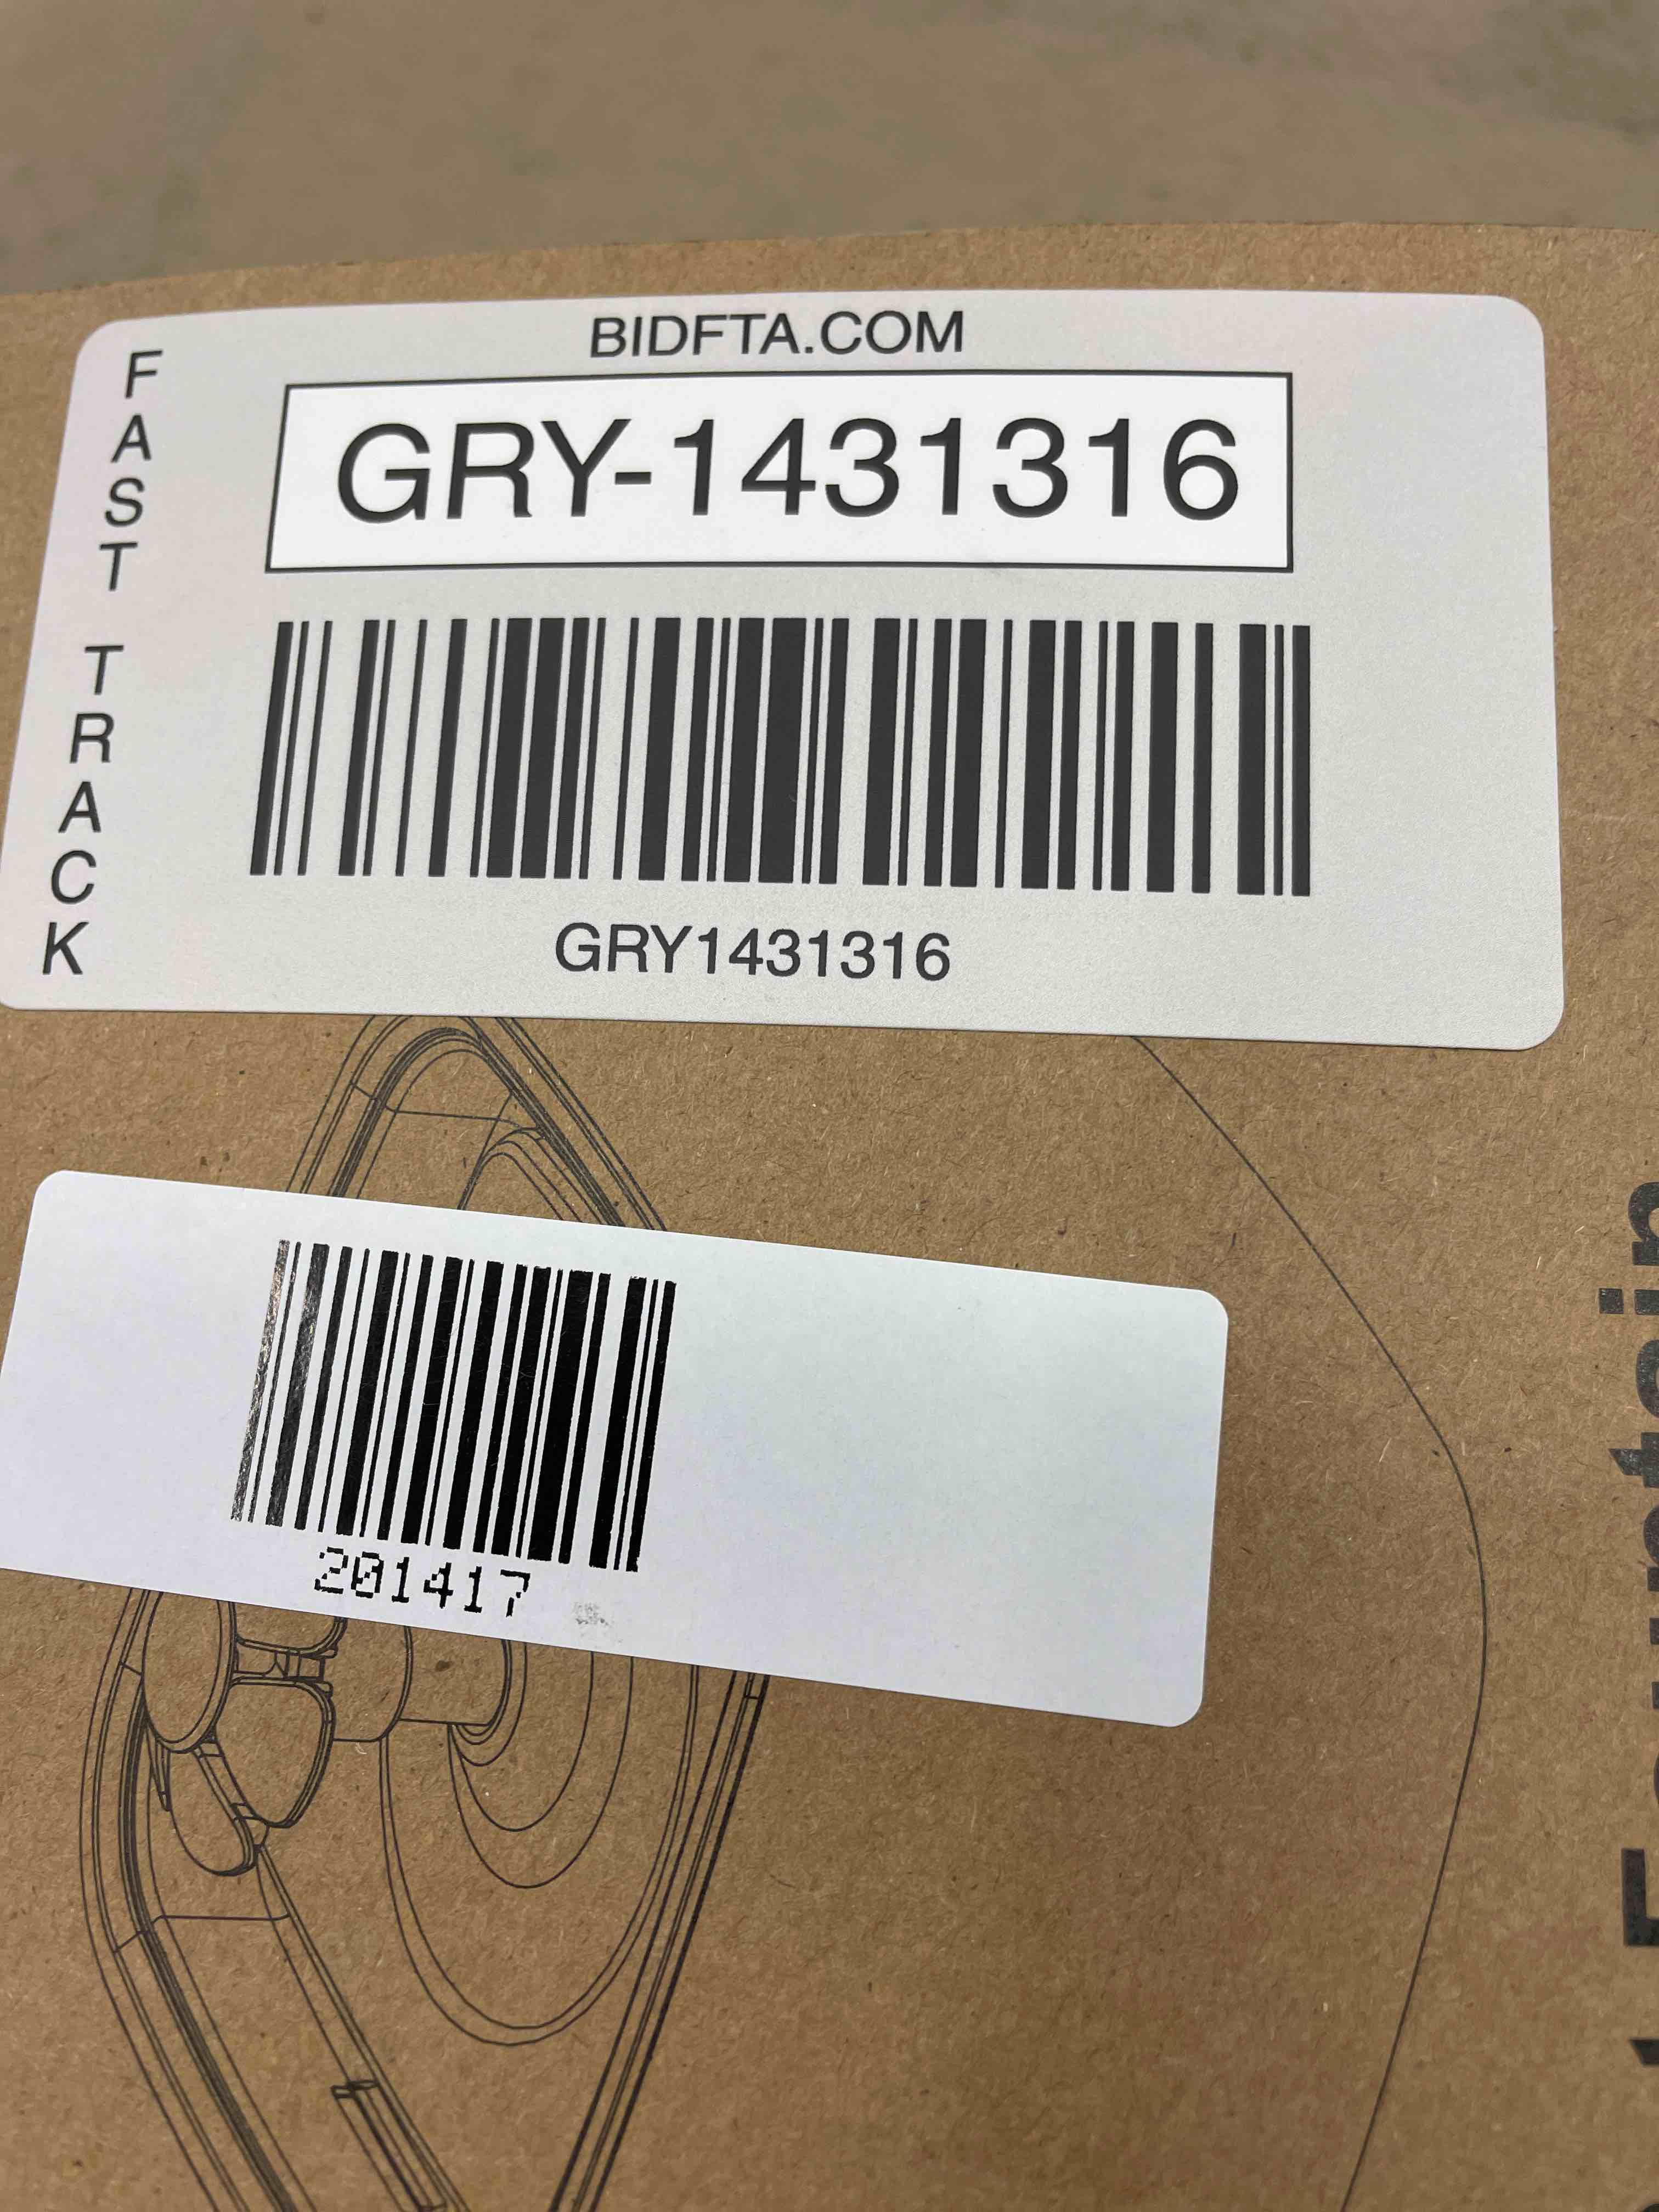 BIDFTA.COM
FAST TRACK
GRY-1431316
GRY1431316
201417